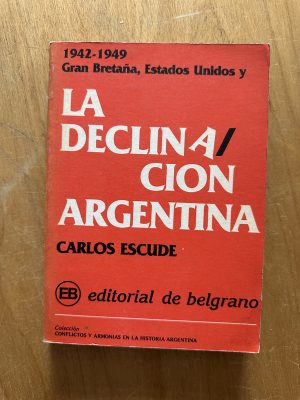 1942-1949
Gran Bretaña, Estados Unidos y
LA
DECLINA/
CION
ARGENTINA
CARLOS ESCUDE
EB editorial de belgrano
Colección
CONFLICTOS Y ARMONIAS EN LA HISTORIA ARGENTINA